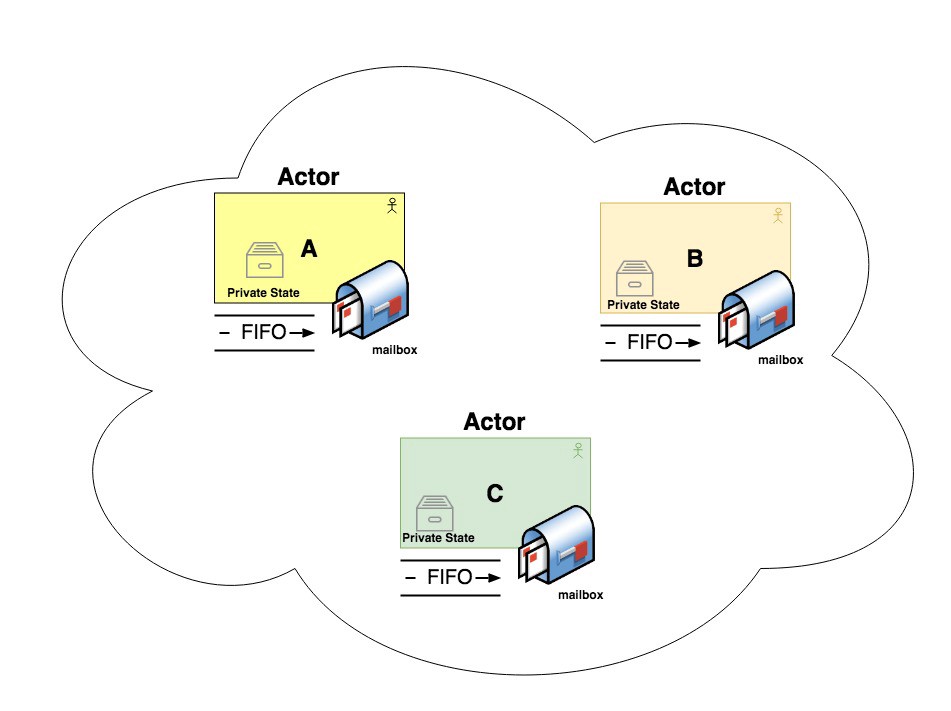 Actor
A
Private State
– FIFO
mailbox
Actor
B
Private State
– FIFO
mailbox
Actor
C
Private State
– FIFO
mailbox